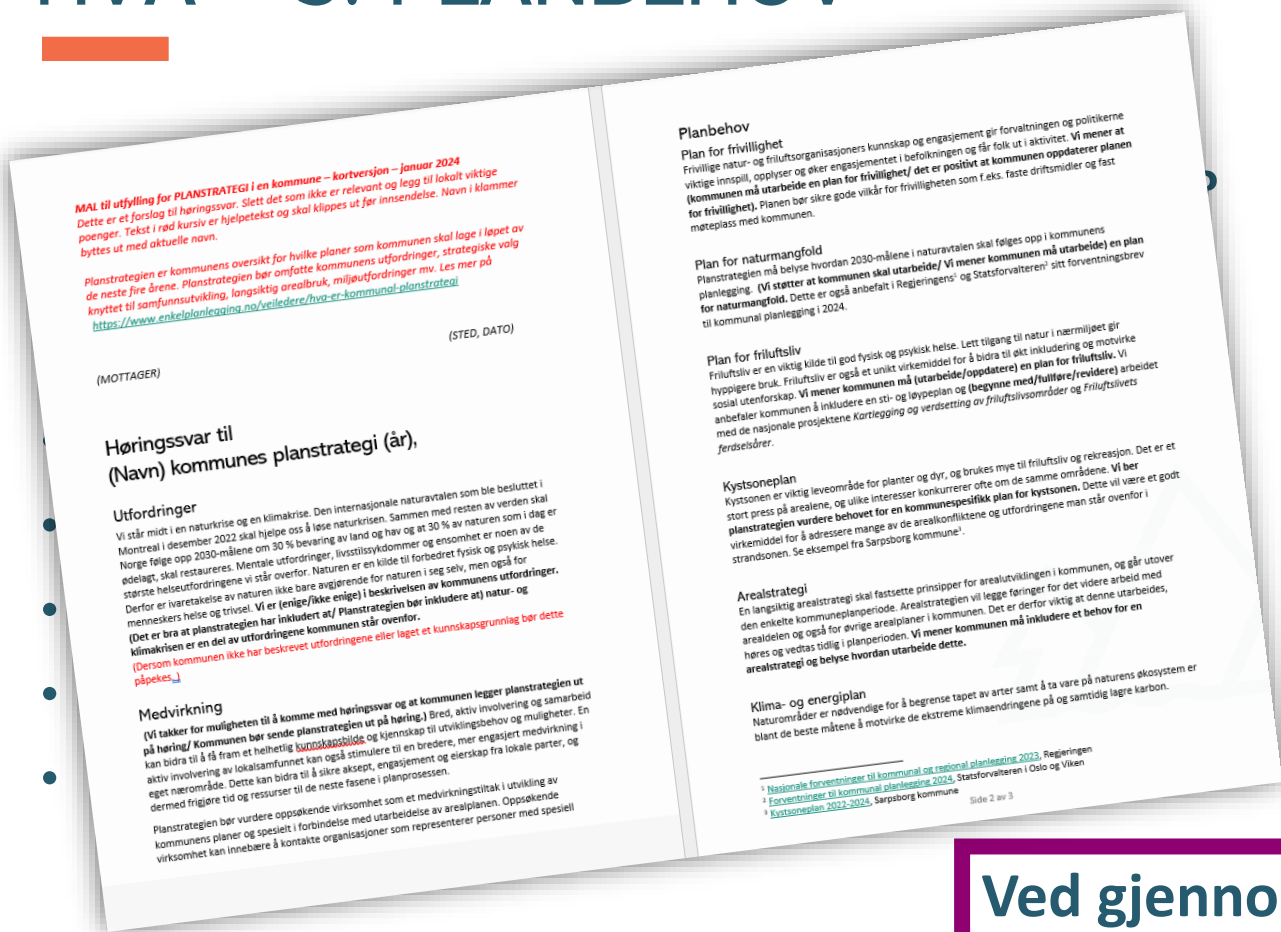 MAL til utfylling for PLANSTRATEGI i en kommune – kortversjon – januar 2024
Dette er et forslag til høringssvar. Slett det som ikke er relevant og legg til lokalt viktige
poenger. Tekst i rød kursiv er hjelpetekst og skal klippes ut før innsendelse. Navn i klammer
byttes ut med aktuelle navn.
Planstrategien er kommunens oversikt for hvilke planer som kommunen skal lage i løpet av
de neste fire årene. Planstrategien bør omfatte kommunens utfordringer, strategiske valg
knyttet til samfunnsutvikling, langsiktig arealbruk, miljøutfordringer mv. Les mer på
https://www.enkelplanlegging.no/veiledere/hva-er-kommunal-planstrategi
(STED, DATO)
(MOTTAGER)
Høringssvar til
(Navn) kommunes planstrategi (år),
Utfordringer
Vi står midt i en naturkrise og en klimakrise. Den internasjonale naturavtalen som ble besluttet i
Montreal i desember 2022 skal hjelpe oss å løse naturkrisen. Sammen med resten av verden skal
Norge følge opp 2030-målene om 30 % bevaring av land og hav og at 30 % av naturen som i dag er
ødelagt, skal restaureres. Mentale utfordringer, livsstilssykdommer og ensomhet er noen av de
største helseutfordringene vi står overfor. Naturen er en kilde til forbedret fysisk og psykisk helse.
Derfor er ivaretakelse av naturen ikke bare avgjørende for naturen i seg selv, men også for
menneskers helse og trivsel. Vi er (enige/ikke enige) i beskrivelsen av kommunens utfordringer.
(Det er bra at planstrategien har inkludert at/ Planstrategien bør inkludere at) natur- og
klimakrisen er en del av utfordringene kommunen står ovenfor.
(Dersom kommunen ikke har beskrevet utfordringene eller laget et kunnskapsgrunnlag bør dette
påpekes.)
Medvirkning
(Vi takker for muligheten til å komme med høringssvar og at kommunen legger planstrategien ut
på høring/ Kommunen bør sende planstrategien ut på høring.) Bred, aktiv involvering og samarbeid
kan bidra til å få fram et helhetlig kunnskapsbilde og kjennskap til utviklingsbehov og muligheter. En
aktiv involvering av lokalsamfunnet kan også stimulere til en bredere, mer engasjert medvirkning i
eget nærområde. Dette kan bidra til å sikre aksept, engasjement og eierskap fra lokale parter, og
dermed frigjøre tid og ressurser til de neste fasene i planprosessen.
Planstrategien bør vurdere oppsøkende virksomhet som et medvirkningstiltak i utvikling av
kommunens planer og spesielt i forbindelse med utarbeidelse av arealplanen. Oppsøkende
virksomhet kan innebære å kontakte organisasjoner som representerer personer med spesiell
Planbehov
Plan for frivillighet
Frivillige natur- og friluftsorganisasjoners kunnskap og engasjement gir forvaltningen og politikerne
viktige innspill, opplyser og øker engasjementet i befolkningen og får folk ut i aktivitet. Vi mener at
(kommunen må utarbeide en plan for frivillighet/ det er positivt at kommunen oppdaterer planen
for frivillighet). Planen bør sikre gode vilkår for frivilligheten som f.eks. faste driftsmidler og fast
møteplass med kommunen.
Plan for naturmangfold
Planstrategien må belyse hvordan 2030-målene i naturavtalen skal følges opp i kommunens
planlegging. (Vi støtter at kommunen skal utarbeide/ Vi mener kommunen må utarbeide) en plan
for naturmangfold. Dette er også anbefalt i Regjeringens¹ og Statsforvalteren² sitt forventningsbrev
til kommunal planlegging i 2024.
Plan for friluftsliv
Friluftsliv er en viktig kilde til god fysisk og psykisk helse. Lett tilgang til natur i nærmiljøet gir
hyppigere bruk. Friluftsliv er også et unikt virkemiddel for å bidra til økt inkludering og motvirke
sosial utenforskap. Vi mener kommunen må (utarbeide/oppdatere) en plan for friluftsliv. Vi
anbefaler kommunen å inkludere en sti- og løypeplan og (begynne med/fullføre/revidere) arbeidet
med de nasjonale prosjektene Kartlegging og verdsetting av friluftslivsområder og Friluftslivets
ferdselsårer.
Kystsoneplan
Kystsonen er viktig leveområde for planter og dyr, og brukes mye til friluftsliv og rekreasjon. Det er et
stort press på arealene, og ulike interesser konkurrerer ofte om de samme områdene. Vi ber
planstrategien vurdere behovet for en kommunespesifikk plan for kystsonen. Dette vil være et godt
virkemiddel for å adressere mange av de arealkonfliktene og utfordringene man står ovenfor i
strandsonen. Se eksempel fra Sarpsborg kommune³.
Arealstrategi
En langsiktig arealstrategi skal fastsette prinsipper for arealutviklingen i kommunen, og går utover
den enkelte kommuneplanperiode. Arealstrategien vil legge føringer for det videre arbeid med
arealdelen og også for øvrige arealplaner i kommunen. Det er derfor viktig at denne utarbeides,
høres og vedtas tidlig i planperioden. Vi mener kommunen må inkludere et behov for en
arealstrategi og belyse hvordan utarbeide dette.
Klima- og energiplan
Naturområder er nødvendige for å begrense tapet av arter samt å ta vare på naturens økosystem er
blant de beste måtene å motvirke de ekstreme klimaendringene på og samtidig lagre karbon.
¹ Nasjonale forventninger til kommunal og regional planlegging 2023, Regjeringen
² Forventninger til kommunal planlegging 2024, Statsforvalteren i Oslo og Viken
³ Kystsoneplan 2022-2024, Sarpsborg kommune
Side 2 av 3
Ved gjenno